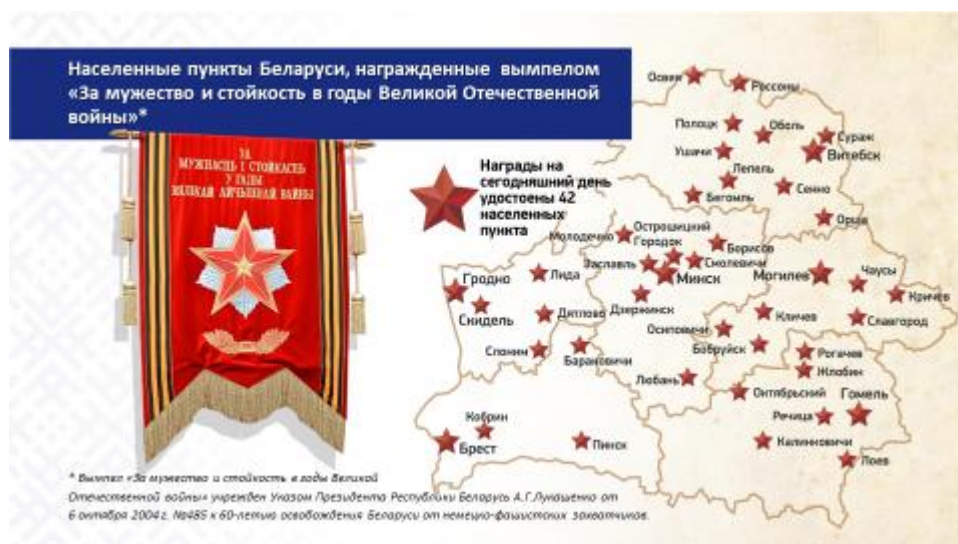 Населенные пункты Беларуси, награжденные вымпелом
«За мужество и стойкость в годы Великой Отечественной
войны»*
ЗА
МУЖНАСЦЬ І СТОЙКАСЦЬ
У ГАДЫ
ВЯЛІКАЙ АЙЧЫННАЙ ВАЙНЫ
Награды на
сегодняшний день
удостоены 42
населенных
пункта
Освея
Россоны
Полоцк
Оболь
Сураж
Ушачи
Витебск
Лепель
Бегомль
Сенно
Орша
Молодечно
Острошицкий
Городок
Борисов
Заславль
Смолевичи
Минск
Могилев
Чаусы
Кричев
Гродно
Лида
Скидель
Дятлово
Дзержинск
Кличев
Славгород
Осиповичи
Бобруйск
Слоним
Барановичи
Рогачев
Жлобин
Любань
Октябрьский
Гомель
Речица
Кобрин
Брест
Пинск
Калинковичи
Лоев
* Вымпел «За мужество и стойкость в годы Великой
Отечественной войны» учрежден Указом Президента Республики Беларусь А.Г.Лукашенко от
6 октября 2004 г. №485 к 60-летию освобождения Беларуси от немецко-фашистских захватчиков.